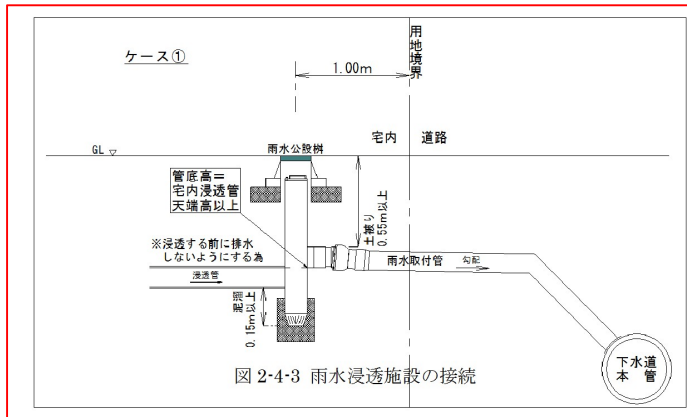 ケース①
1.00m
用地境界
宅内
道路
GL
雨水公設桝
管底高＝
宅内浸透管
天端高以上
土被り
0.55m以上
※浸透する前に排水
しないようにする為
浸透管
雨水取付管
勾配
泥溜
0.15m以上
下水道
本　管
図 2-4-3 雨水浸透施設の接続